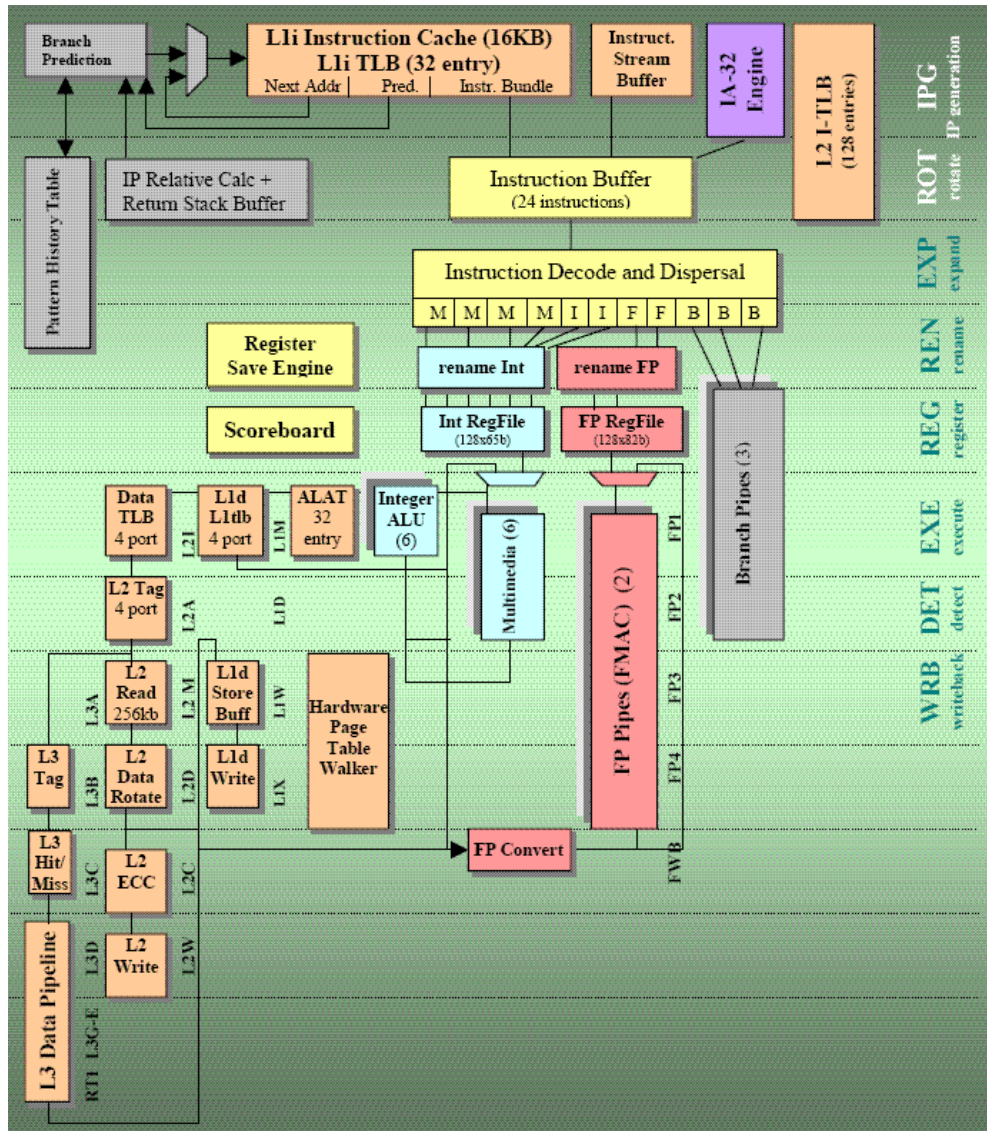 Branch
Prediction
L1i Instruction Cache (16KB)
L1i TLB (32 entry)
Next Addr
Pred.
Instr. Bundle
Instruct.
Stream
Buffer
IA-32
Engine
L2 I-TLB
(128 entries)
IPG
IP generation
Pattern History Table
IP Relative Calc +
Return Stack Buffer
Instruction Buffer
(24 instructions)
ROT
rotate
Instruction Decode and Dispersal
M M M M I I F F B B B
EXP
expand
Register
Save Engine
rename Int
rename FP
REN
rename
Scoreboard
Int RegFile
(128x65b)
FP RegFile
(128x82b)
Branch Pipes (3)
REG
register
Data
TLB
4 port
L2I
L1d
L1tlb
4 port
L1M
ALAT
32
entry
Integer
ALU
(6)
Multimedia (6)
FP Pipes (FMAC) (2)
FP1
EXE
execute
L2 Tag
4 port
L2A
L1D
FP2
DET
detect
L3A
L2
Read
256kb
L2 M
L1d
Store
Buff
L1W
Hardware
Page
Table
Walker
FP3
WRB
writeback
L3
Tag
L3B
L2
Data
Rotate
L2D
L1d
Write
L1X
FP4
L3
Hit/
Miss
L3C
L2
ECC
L2C
FP Convert
FWB
L3 Data Pipeline
L3D
L2
Write
L2W
RT1 L3G-E